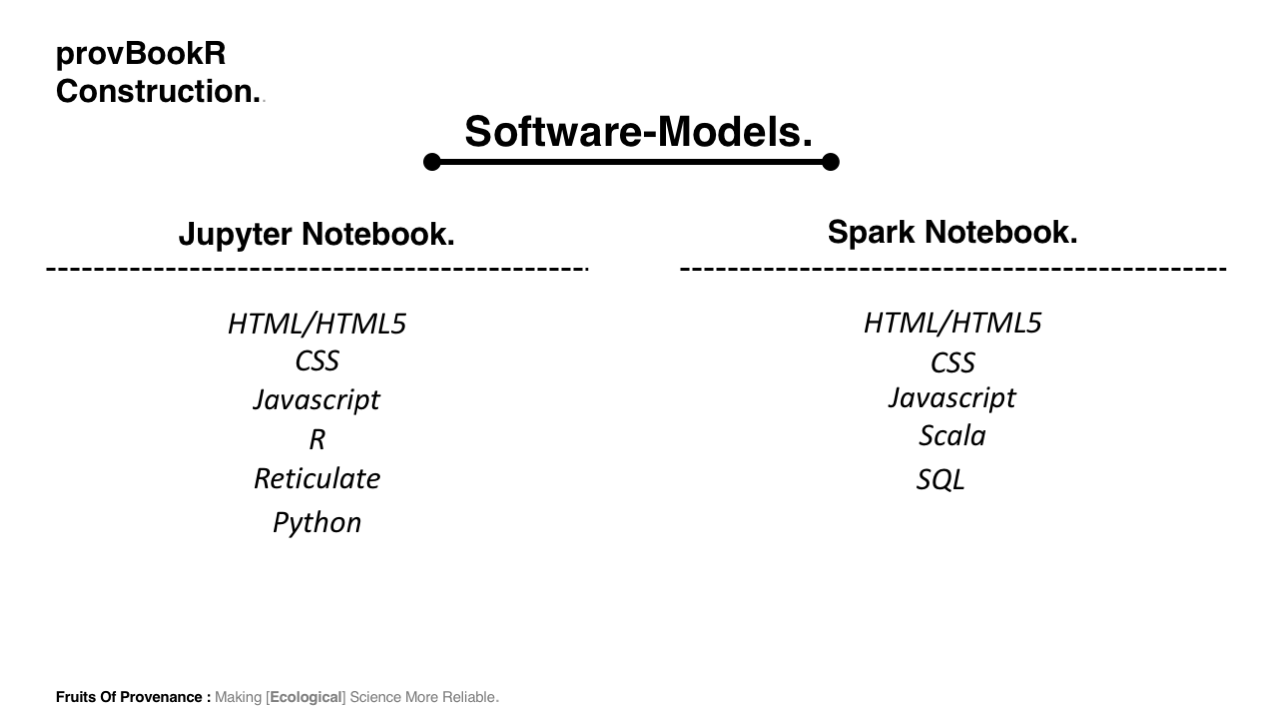 provBookR
Construction.
Software-Models.
Jupyter Notebook.
HTML/HTML5
CSS
Javascript
R
Reticulate
Python
Spark Notebook.
HTML/HTML5
CSS
Javascript
Scala
SQL
Fruits Of Provenance : Making [Ecological] Science More Reliable.